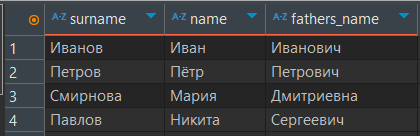 A-Z surname A-Z name A-Z fathers_name
1 Иванов Иван Иванович
2 Петров Пётр Петрович
3 Смирнова Мария Дмитриевна
4 Павлов Никита Сергеевич